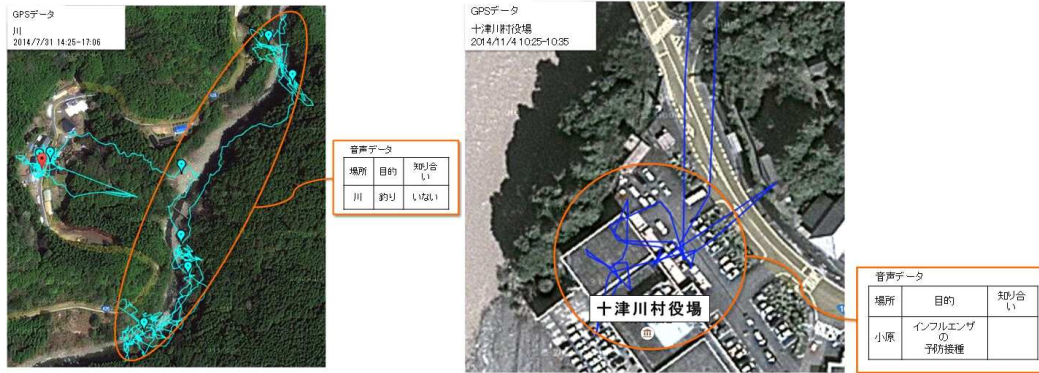 GPSデータ
川
2014/7/31 14:25-17:06
音声データ
場所 目的 知り合い
川 釣り いない
GPSデータ
十津川村役場
2014/11/4 10:25-10:35
十津川村役場
音声データ
場所 目的 知り合い
小原 インフルエンザ
の
予防接種